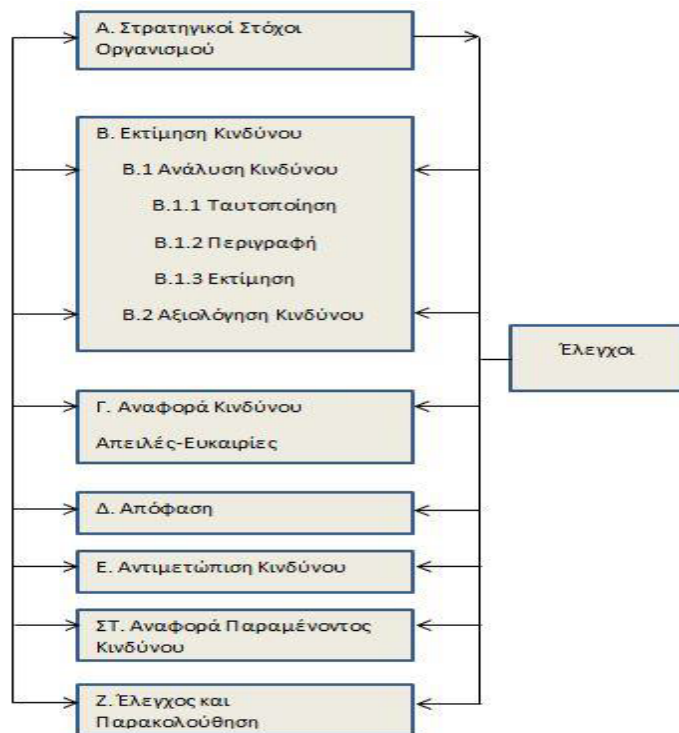 Α. Στρατηγικοί Στόχοι
Οργανισμού
Β. Εκτίμηση Κινδύνου
Β.1 Ανάλυση Κινδύνου
Β.1.1 Ταυτοποίηση
Β.1.2 Περιγραφή
Β.1.3 Εκτίμηση
Β.2 Αξιολόγηση Κινδύνου
Έλεγχοι
Γ. Αναφορά Κινδύνου
Απειλές-Ευκαιρίες
Δ. Απόφαση
Ε. Αντιμετώπιση Κινδύνου
ΣΤ. Αναφορά Παραμένοντος
Κινδύνου
Ζ. Έλεγχος και
Παρακολούθηση